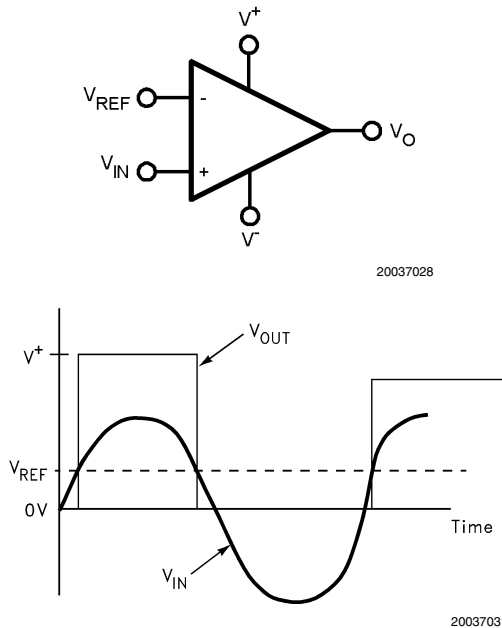 V+
VREF
-
VO
VIN
+
V-
20037028
V+
VOUT
VREF
0V
Time
VIN
2003703